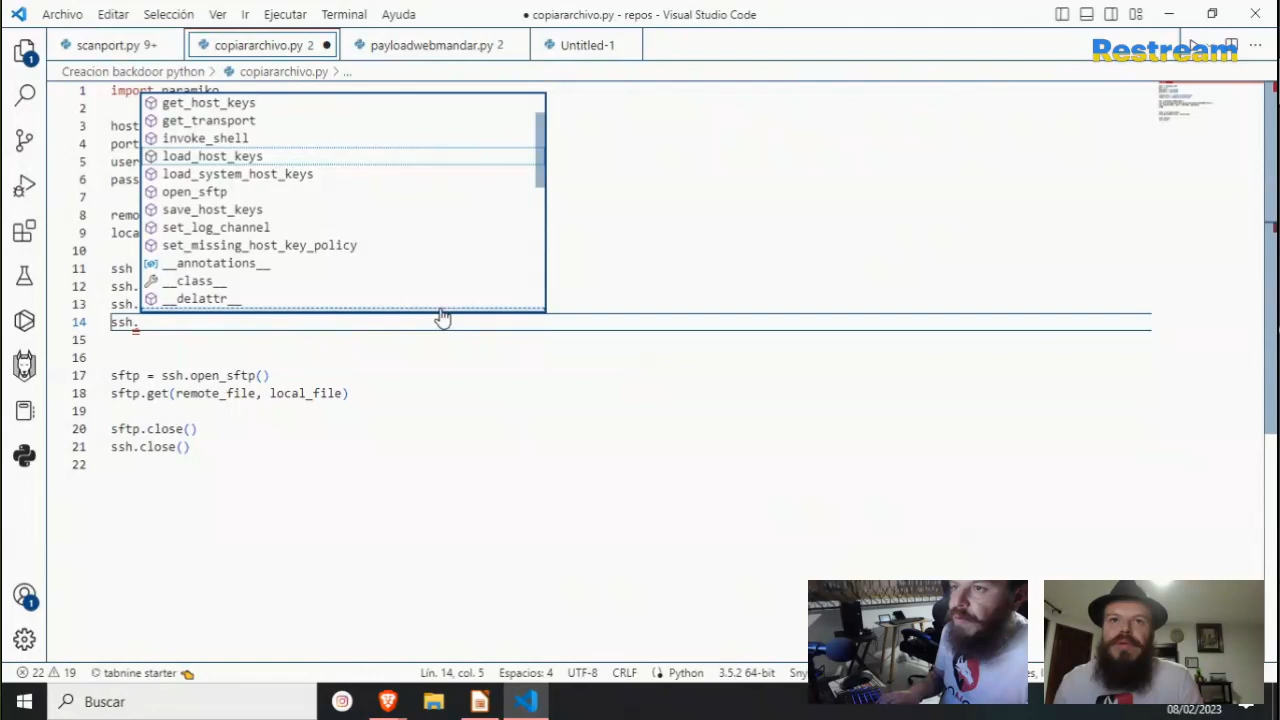 Archivo Editar Selección Ver Ir Ejecutar Terminal Ayuda
● copiararchivo.py - repos - Visual Studio Code
scanport.py 9+
copiararchivo.py 2 ●
payloadwebmandar.py 2
Untitled-1
Restream
Creacion backdoor python > copiararchivo.py > ...
1 import paramiko
2
3 host
4 port
5 user
6 pass
7
8 remo
9 loca
10
11 ssh
12 ssh.
13 ssh.
14 ssh.
15
16
17 sftp = ssh.open_sftp()
18 sftp.get(remote_file, local_file)
19
20 sftp.close()
21 ssh.close()
22
get_host_keys
get_transport
invoke_shell
load_host_keys
load_system_host_keys
open_sftp
save_host_keys
set_log_channel
set_missing_host_key_policy
__annotations__
__class__
__delattr__
1
1
22 19 tabnine starter Lín. 14, col. 5 Espacios: 4 UTF-8 CRLF Python 3.5.2 64-bit
Buscar
08/02/2023